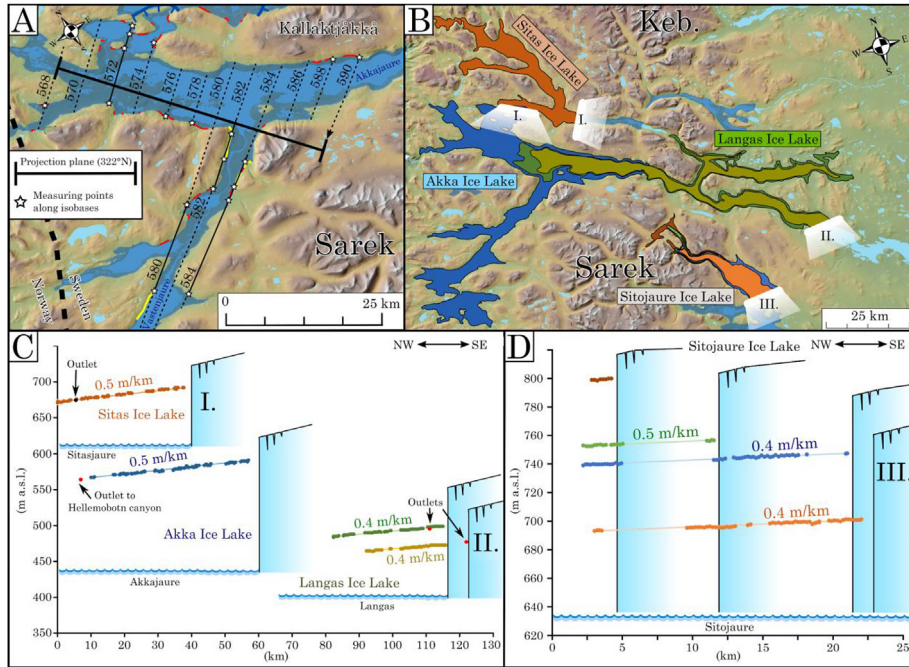 A
Kallaktjåkkå
N
W
E
S
Akkajaure
568
570
572
574
576
578
580
582
584
586
588
590
Projection plane (322°N)
Measuring points
along isobases
582
580
584
Sarek
Norway
Sweden
Vastenjaure
0
25 km
B
Keb.
N
W
E
S
Sitas Ice Lake
I.
I.
Langas Ice Lake
Akka Ice Lake
II.
Sarek
Sitojaure Ice Lake
III.
25 km
C
NW
SE
Outlet
0.5 m/km
I.
Sitas Ice Lake
Sitasjaure
0.5 m/km
Outlet to
Hellemobotn canyon
Akka Ice Lake
Akkajaure
Outlets
0.4 m/km
II.
0.4 m/km
Langas Ice Lake
Langas
700
650
600
550
500
450
400
350
(m a.s.l.)
0
10
20
30
40
50
60
70
80
90
100
110
120
130
(km)
D
Sitojaure Ice Lake
NW
SE
0.5 m/km
0.4 m/km
III.
0.4 m/km
Sitojaure
800
780
760
740
720
700
680
660
640
620
(m a.s.l.)
0
5
10
15
20
25
(km)